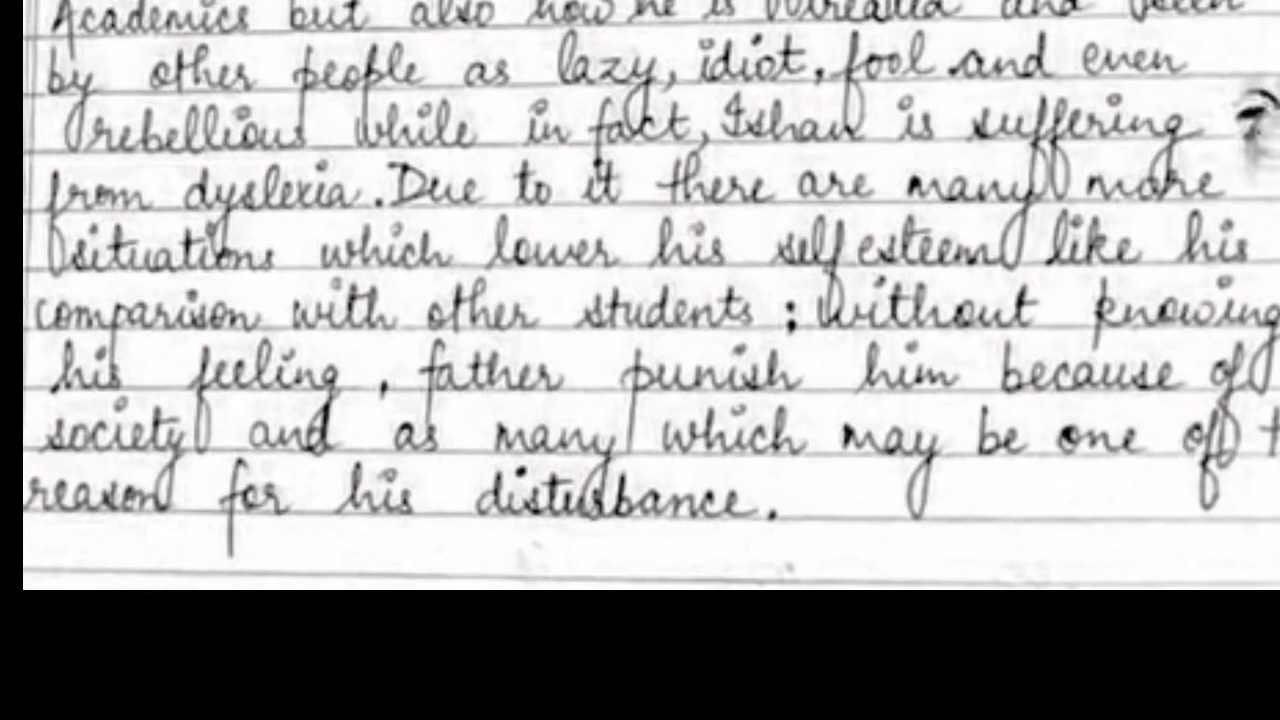 Academics but also how he is and
by other people as lazy, idiot, fool and even
rebellious while in fact, Ishan is suffering
from dyslexia. Due to it there are many more
situations which lower his self esteem like his
comparison with other students ; without knowing
his feeling , father punish him because of
society and as many which may be one of
reason for his disturbance.